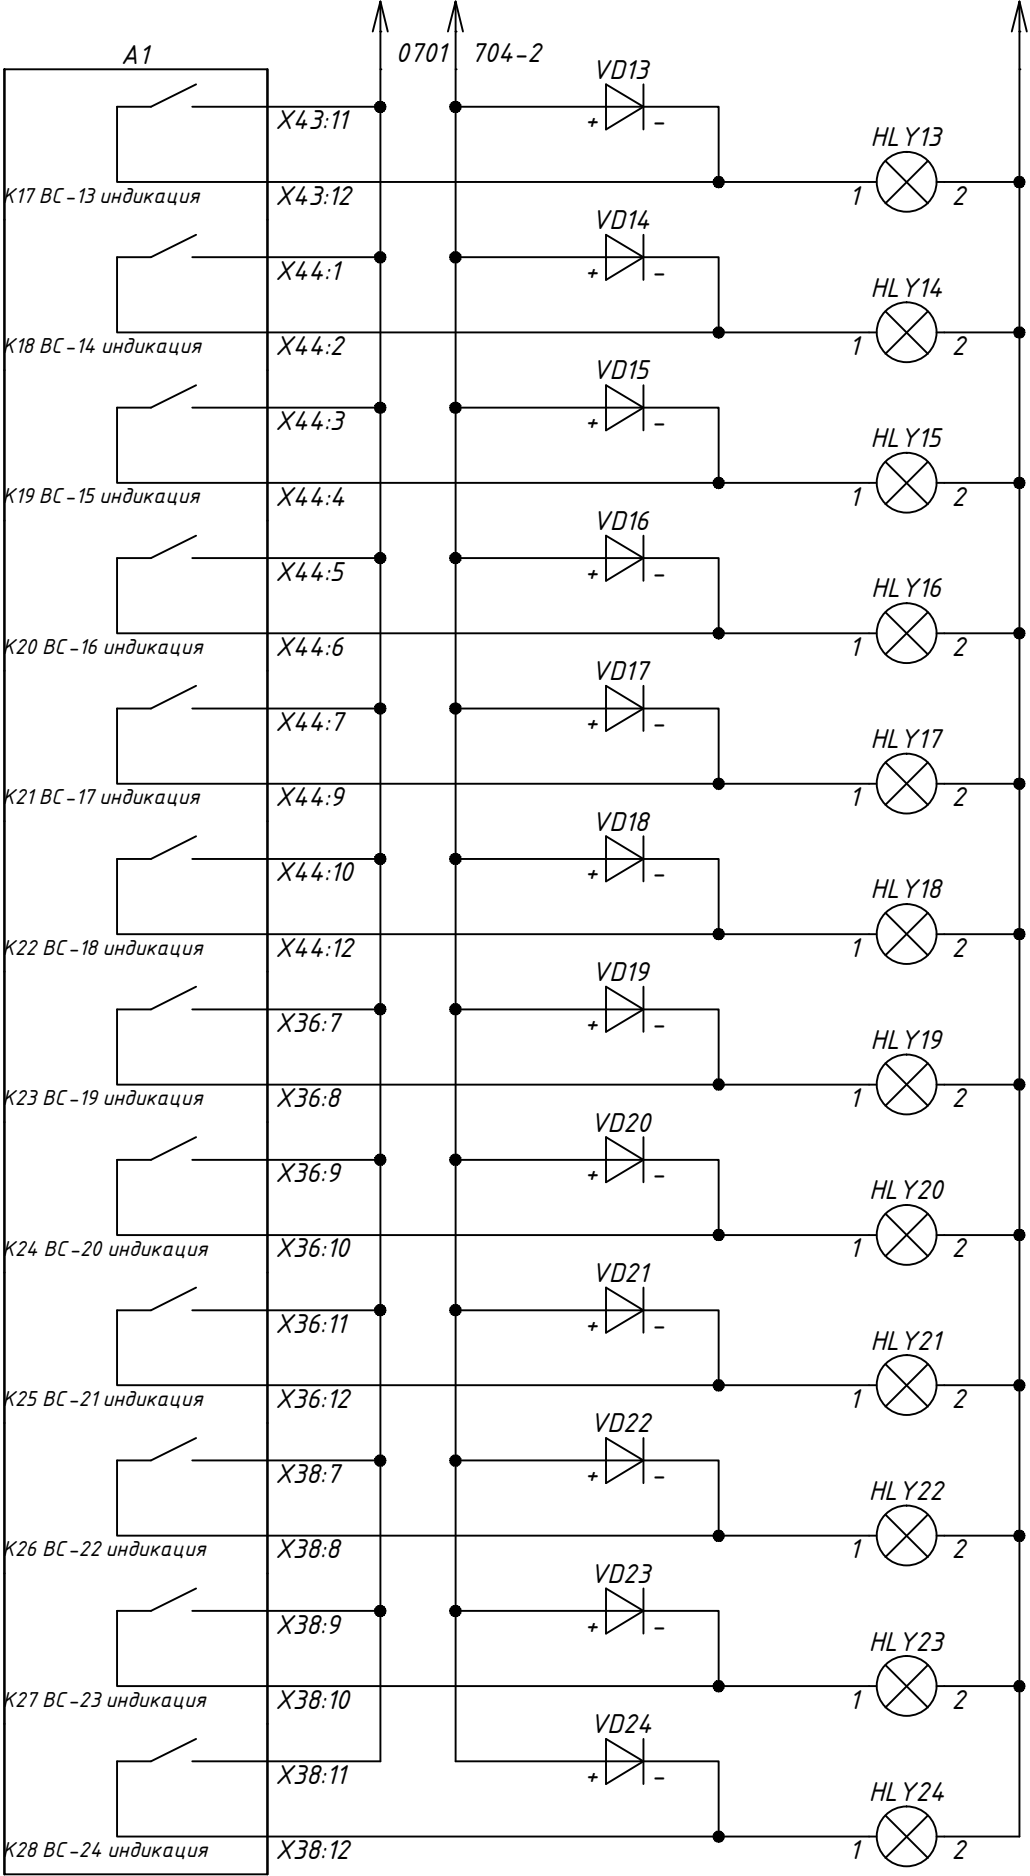 A1
0701 704-2
VD13
X43:11
+ -
HLY13
K17 ВС-13 индикация X43:12
1 2
VD14
X44:1
+ -
HLY14
K18 ВС-14 индикация X44:2
1 2
VD15
X44:3
+ -
HLY15
K19 ВС-15 индикация X44:4
1 2
VD16
X44:5
+ -
HLY16
K20 ВС-16 индикация X44:6
1 2
VD17
X44:7
+ -
HLY17
K21 ВС-17 индикация X44:9
1 2
VD18
X44:10
+ -
HLY18
K22 ВС-18 индикация X44:12
1 2
VD19
X36:7
+ -
HLY19
K23 ВС-19 индикация X36:8
1 2
VD20
X36:9
+ -
HLY20
K24 ВС-20 индикация X36:10
1 2
VD21
X36:11
+ -
HLY21
K25 ВС-21 индикация X36:12
1 2
VD22
X38:7
+ -
HLY22
K26 ВС-22 индикация X38:8
1 2
VD23
X38:9
+ -
HLY23
K27 ВС-23 индикация X38:10
1 2
VD24
X38:11
+ -
HLY24
K28 ВС-24 индикация X38:12
1 2